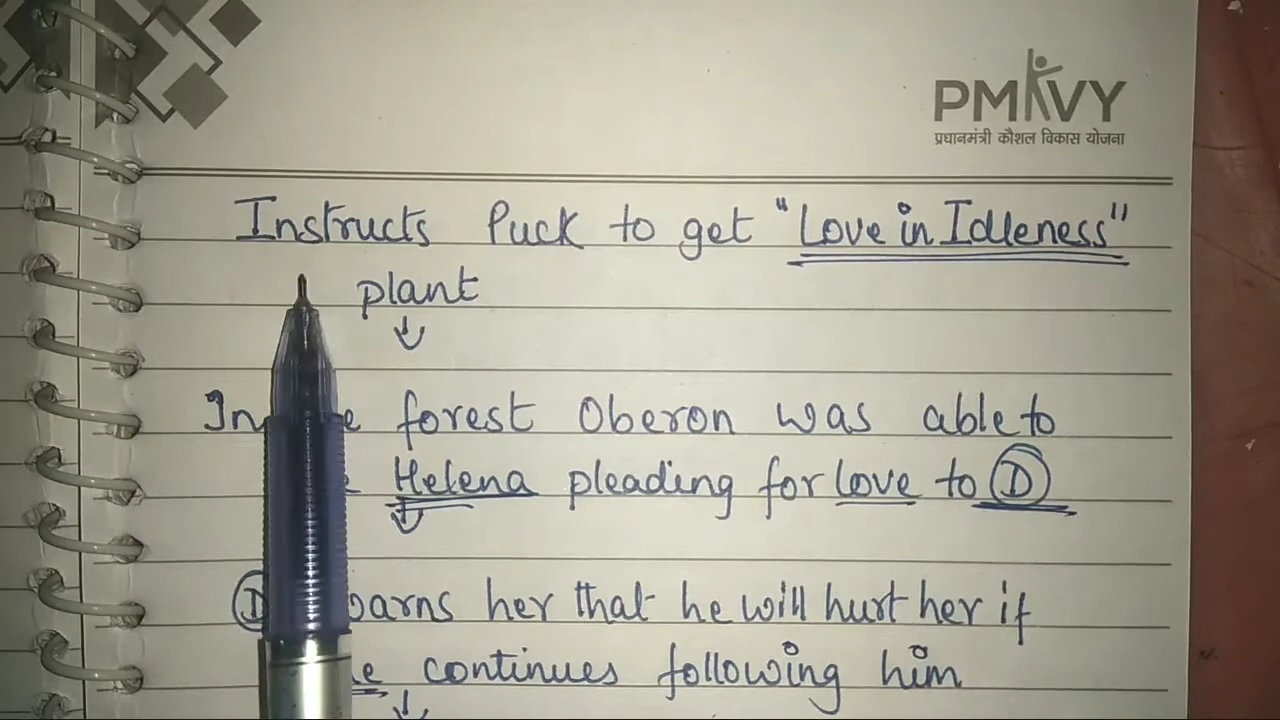 PMKVY
प्रधानमंत्री कौशल विकास योजना
Instructs Puck to get "Love in Idleness"
plant
forest Oberon was able to
Helena pleading for love to D
D her that he will hurt her if
continues following him